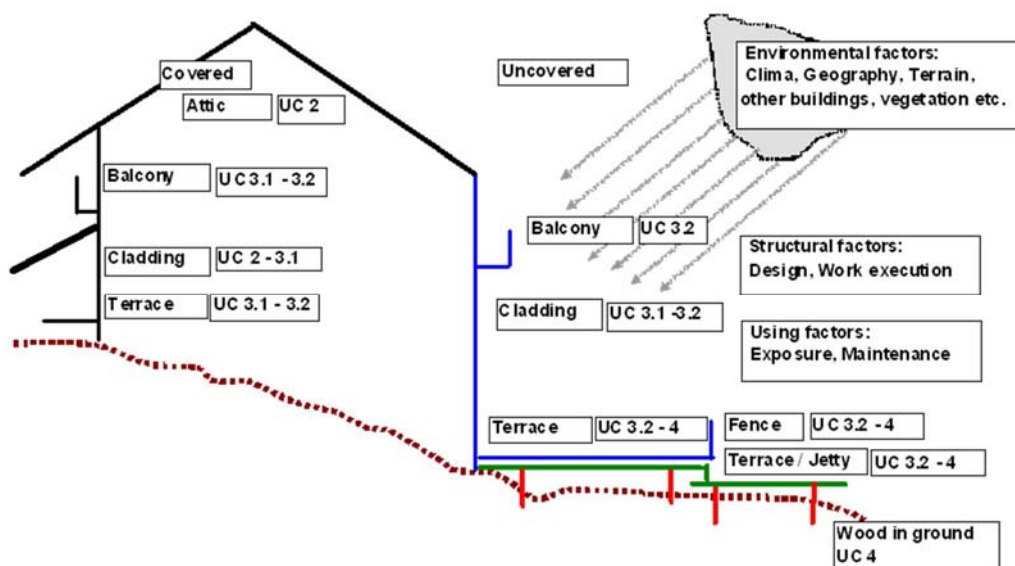 Covered
Attic UC 2
Balcony UC 3.1 - 3.2
Cladding UC 2 - 3.1
Terrace UC 3.1 - 3.2
Uncovered
Environmental factors:
Clima, Geography, Terrain,
other buildings, vegetation etc.
Balcony UC 3.2
Structural factors:
Design, Work execution
Cladding UC 3.1 -3.2
Using factors:
Exposure, Maintenance
Terrace UC 3.2 - 4
Fence UC 3.2 - 4
Terrace / Jetty UC 3.2 - 4
Wood in ground
UC 4